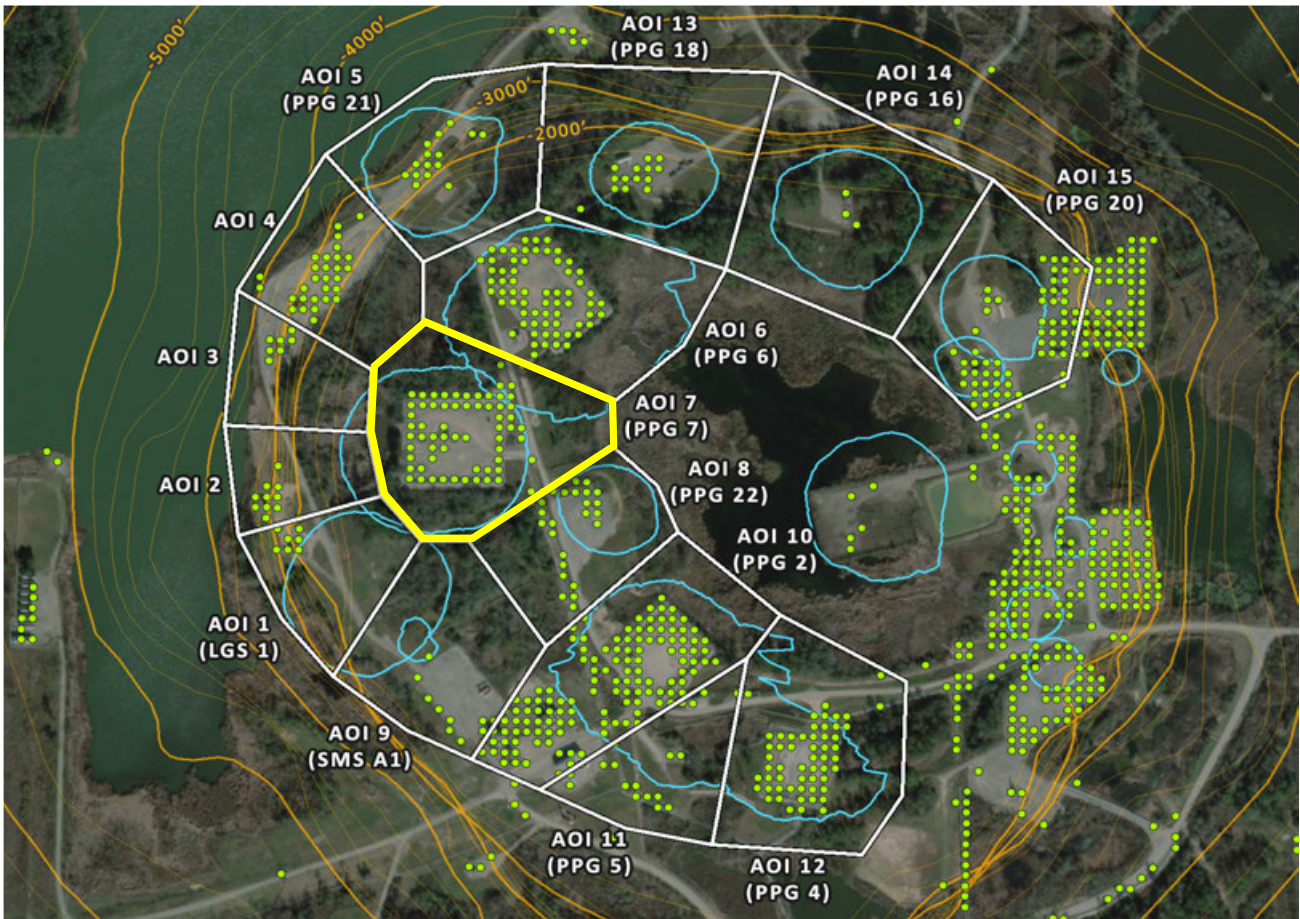 -5000'
-4000'
-3000'
-2000'
AOI 13
(PPG 18)
AOI 5
(PPG 21)
AOI 14
(PPG 16)
AOI 15
(PPG 20)
AOI 4
AOI 3
AOI 6
(PPG 6)
AOI 7
(PPG 7)
AOI 2
AOI 8
(PPG 22)
AOI 10
(PPG 2)
AOI 1
(LGS 1)
AOI 9
(SMS A1)
AOI 11
(PPG 5)
AOI 12
(PPG 4)